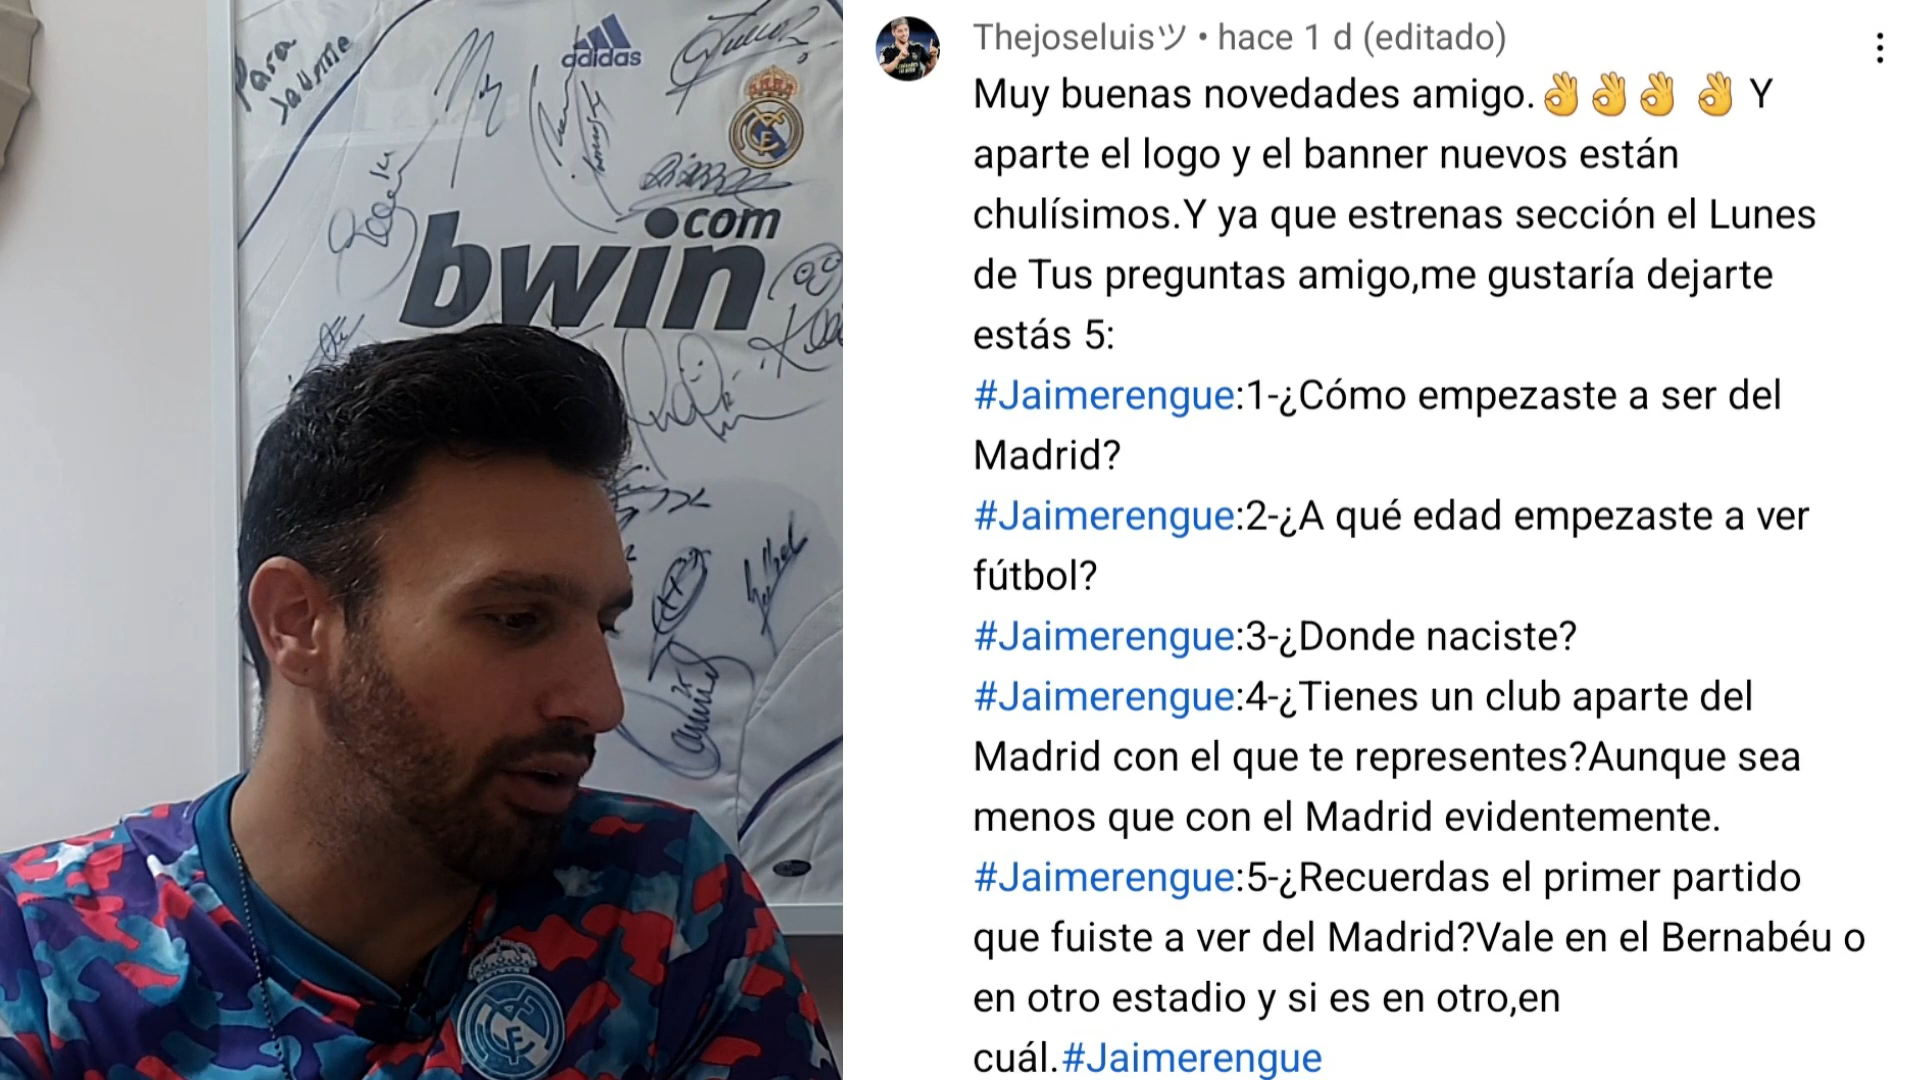 Para
Jaume
adidas
bwin.com
Thejoseluisツ • hace 1 d (editado)
Muy buenas novedades amigo.👌👌👌 👌 Y
aparte el logo y el banner nuevos están
chulísimos.Y ya que estrenas sección el Lunes
de Tus preguntas amigo,me gustaría dejarte
estás 5:
#Jaimerengue:1-¿Cómo empezaste a ser del
Madrid?
#Jaimerengue:2-¿A qué edad empezaste a ver
fútbol?
#Jaimerengue:3-¿Donde naciste?
#Jaimerengue:4-¿Tienes un club aparte del
Madrid con el que te representes?Aunque sea
menos que con el Madrid evidentemente.
#Jaimerengue:5-¿Recuerdas el primer partido
que fuiste a ver del Madrid?Vale en el Bernabéu o
en otro estadio y si es en otro,en
cuál.#Jaimerengue